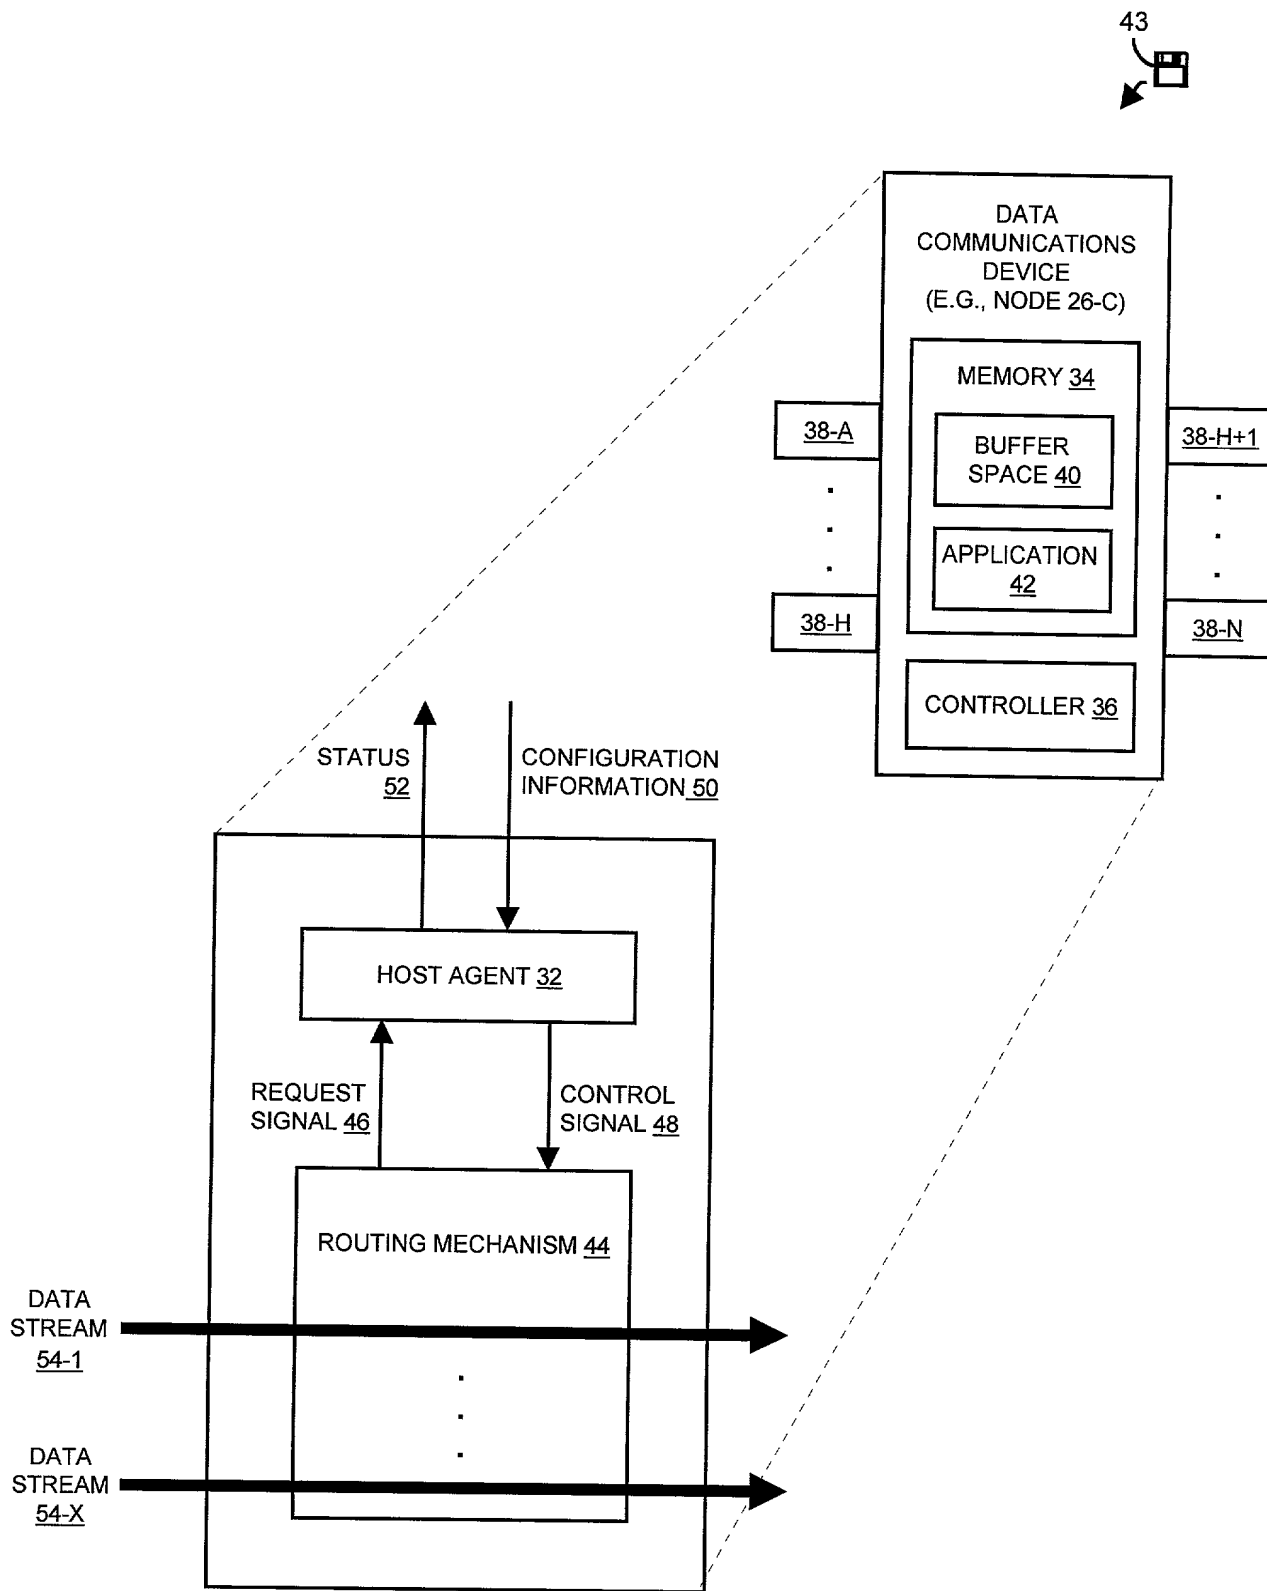 43
DATA
COMMUNICATIONS
DEVICE
(E.G., NODE 26-C)
MEMORY 34
38-A
BUFFER
SPACE 40
38-H+1
APPLICATION
42
38-H
38-N
CONTROLLER 36
STATUS
52
CONFIGURATION
INFORMATION 50
HOST AGENT 32
REQUEST
SIGNAL 46
CONTROL
SIGNAL 48
ROUTING MECHANISM 44
DATA
STREAM
54-1
DATA
STREAM
54-X